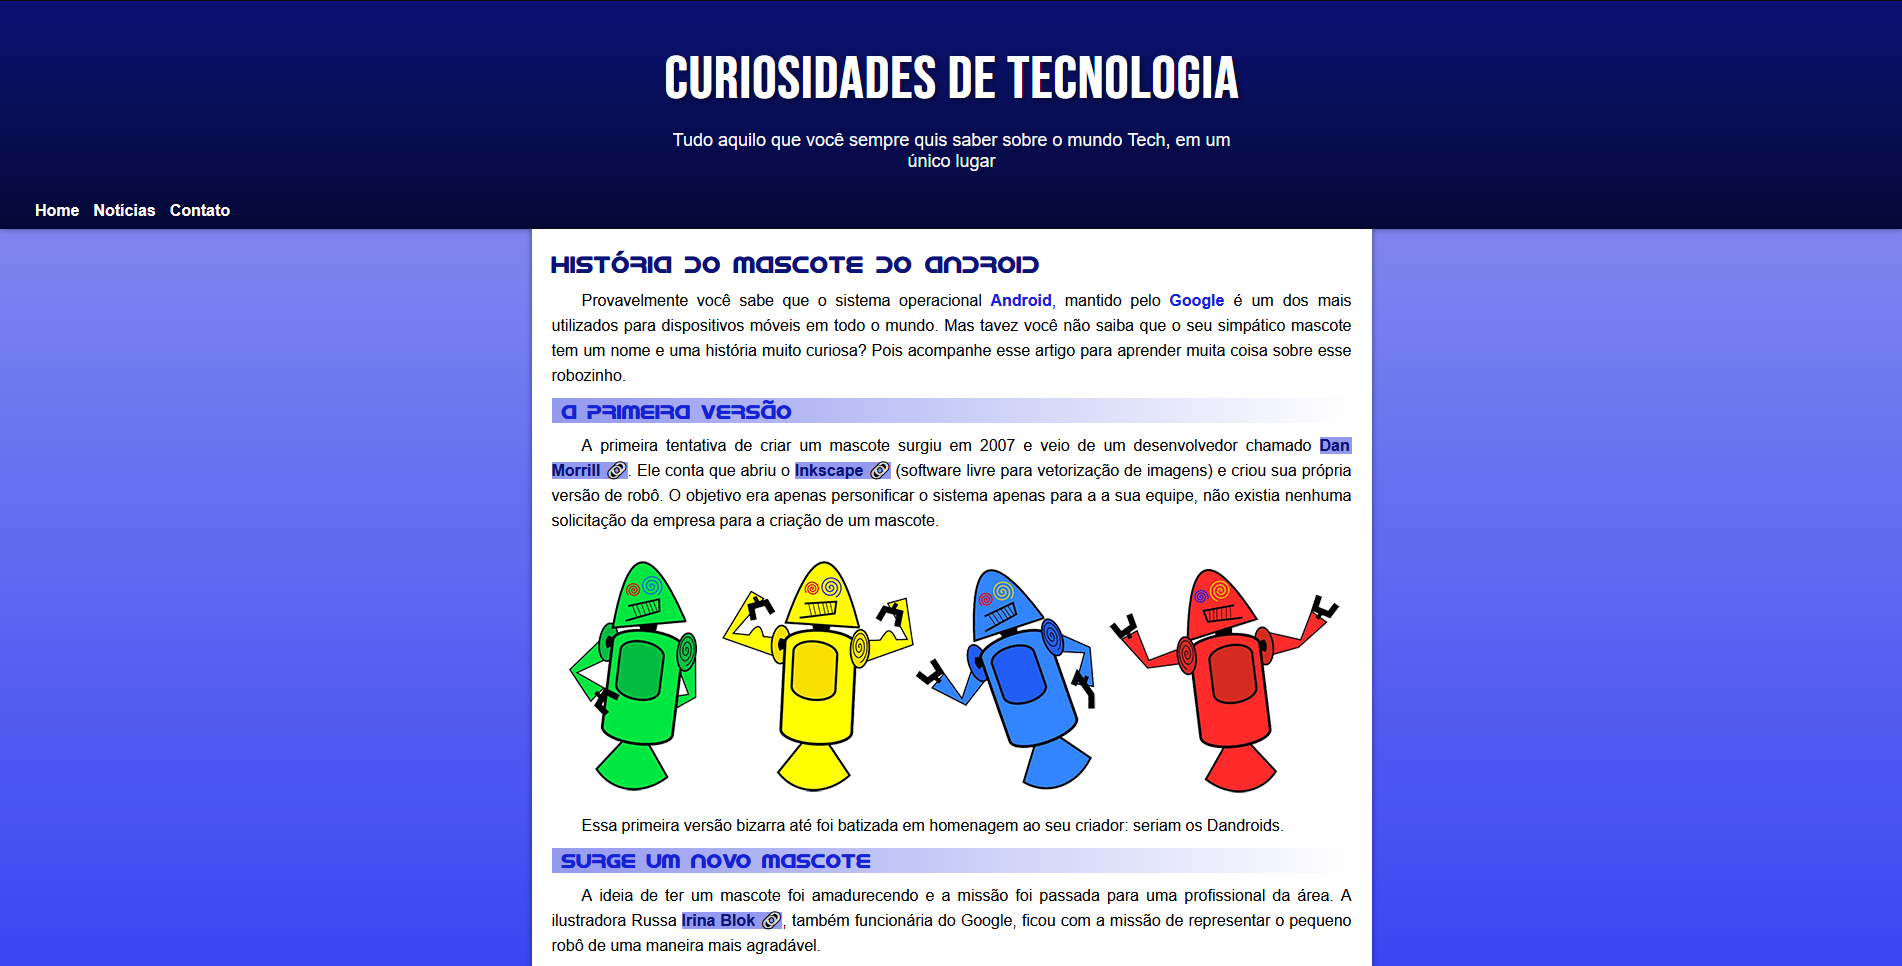 CURIOSIDADES DE TECNOLOGIA
Tudo aquilo que você sempre quis saber sobre o mundo Tech, em um
único lugar
Home Notícias Contato
HISTÓRIA DO MASCOTE DO ANDROID
Provavelmente você sabe que o sistema operacional Android, mantido pelo Google é um dos mais
utilizados para dispositivos móveis em todo o mundo. Mas tavez você não saiba que o seu simpático mascote
tem um nome e uma história muito curiosa? Pois acompanhe esse artigo para aprender muita coisa sobre esse
robozinho.
A PRIMEIRA VERSÃO
A primeira tentativa de criar um mascote surgiu em 2007 e veio de um desenvolvedor chamado Dan
Morrill. Ele conta que abriu o Inkscape (software livre para vetorização de imagens) e criou sua própria
versão de robô. O objetivo era apenas personificar o sistema apenas para a a sua equipe, não existia nenhuma
solicitação da empresa para a criação de um mascote.
Essa primeira versão bizarra até foi batizada em homenagem ao seu criador: seriam os Dandroids.
SURGE UM NOVO MASCOTE
A ideia de ter um mascote foi amadurecendo e a missão foi passada para uma profissional da área. A
ilustradora Russa Irina Blok, também funcionária do Google, ficou com a missão de representar o pequeno
robô de uma maneira mais agradável.